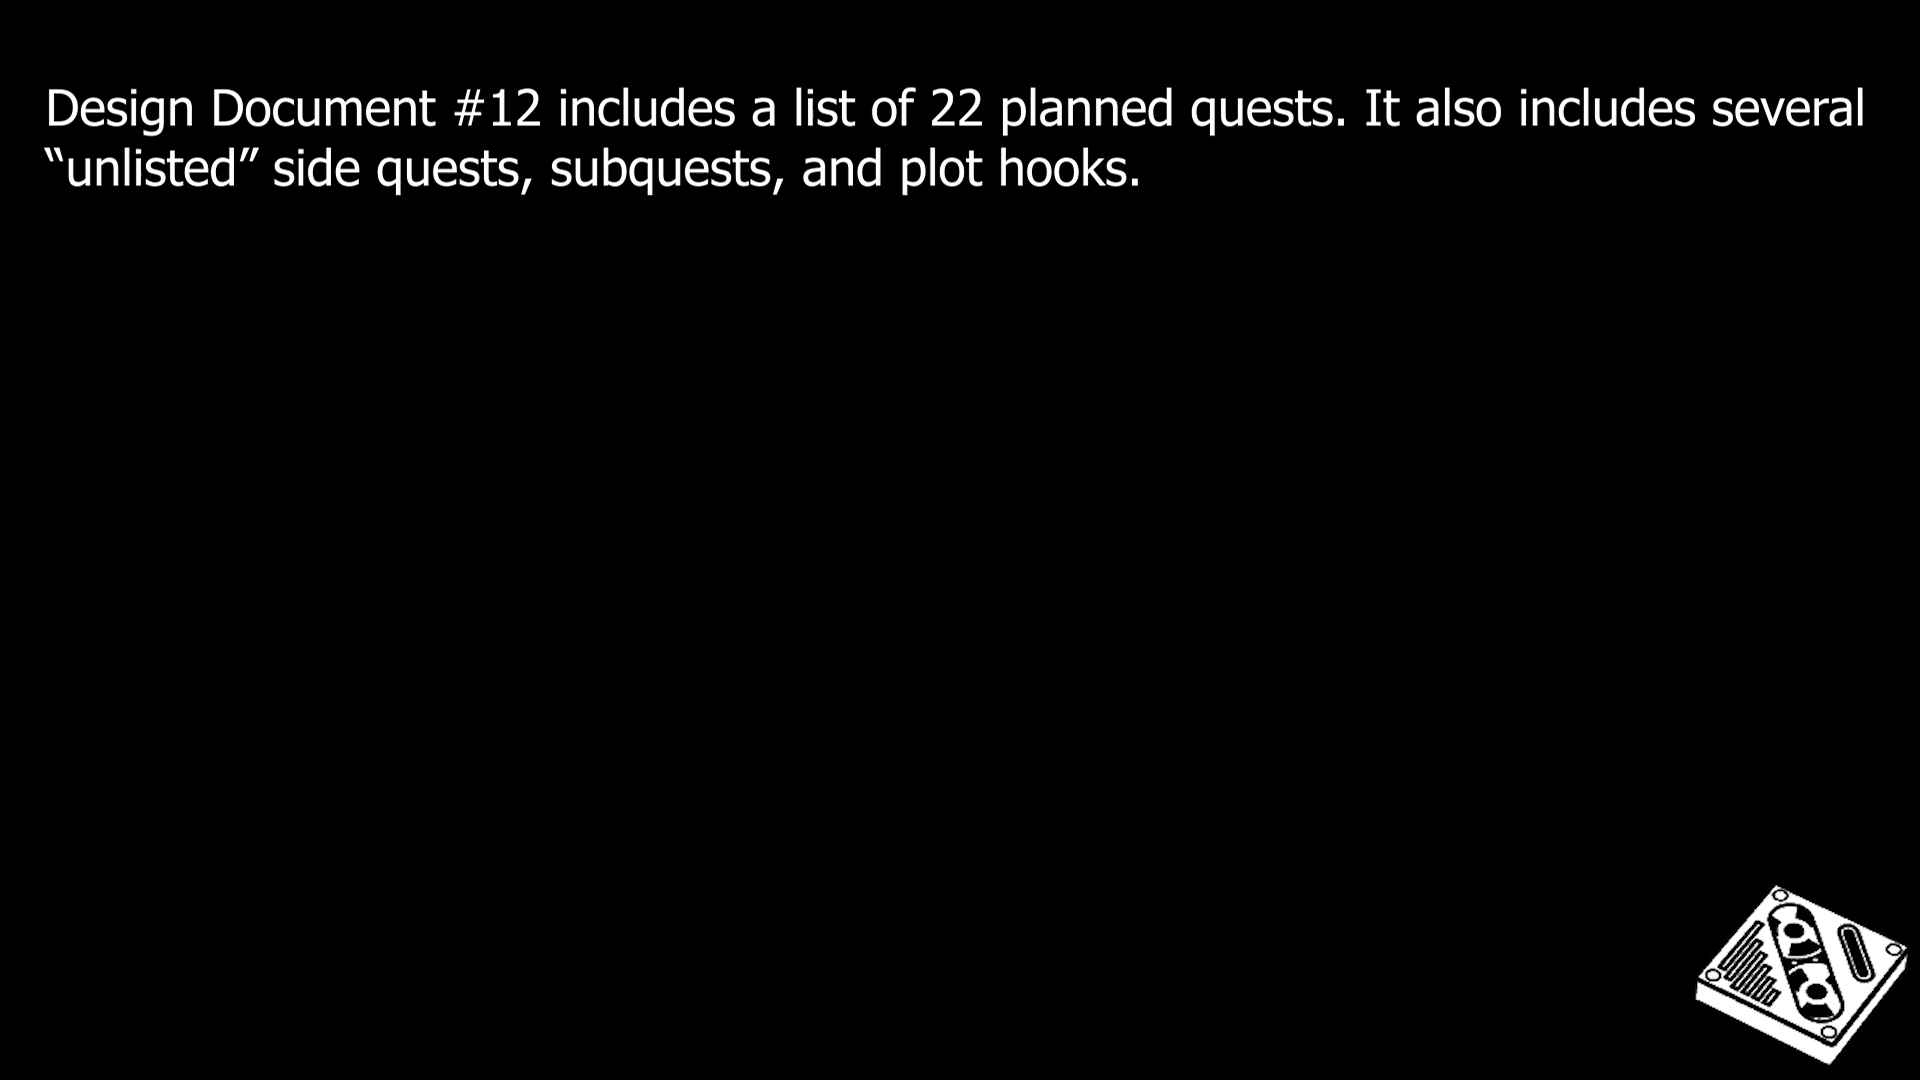 Design Document #12 includes a list of 22 planned quests. It also includes several
“unlisted” side quests, subquests, and plot hooks.